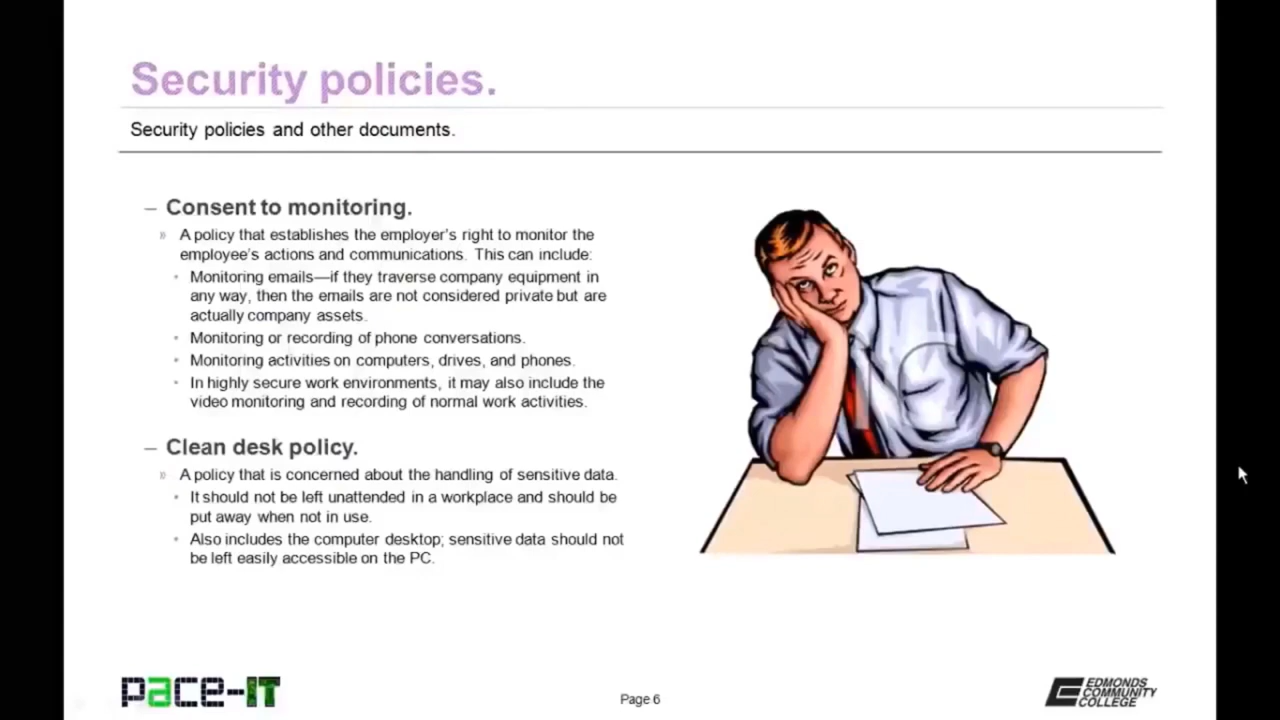 Security policies.
Security policies and other documents.
– Consent to monitoring.
» A policy that establishes the employer's right to monitor the
employee's actions and communications. This can include:
• Monitoring emails—if they traverse company equipment in
any way, then the emails are not considered private but are
actually company assets.
• Monitoring or recording of phone conversations.
• Monitoring activities on computers, drives, and phones.
• In highly secure work environments, it may also include the
video monitoring and recording of normal work activities.
– Clean desk policy.
» A policy that is concerned about the handling of sensitive data.
• It should not be left unattended in a workplace and should be
put away when not in use.
• Also includes the computer desktop; sensitive data should not
be left easily accessible on the PC.
pace-IT
Page 6
EDMONDS
COMMUNITY
COLLEGE